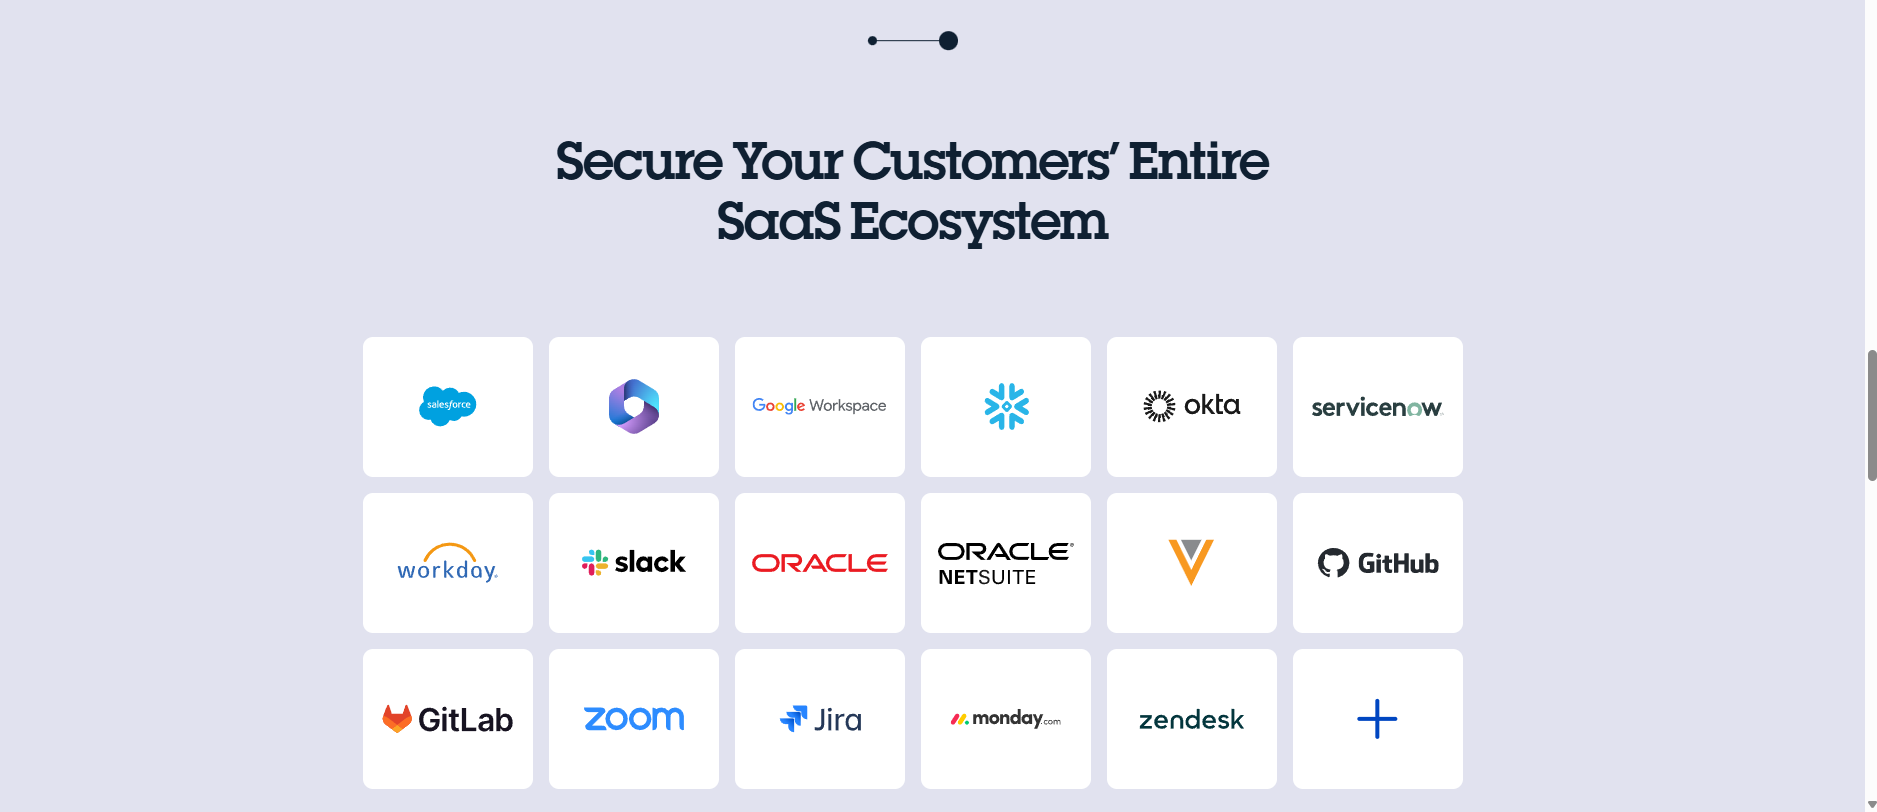 Secure Your Customers’ Entire
SaaS Ecosystem
salesforce
Google Workspace
okta
servicenow
workday
slack
ORACLE
ORACLE
NETSUITE
GitHub
GitLab
zoom
Jira
monday.com
zendesk